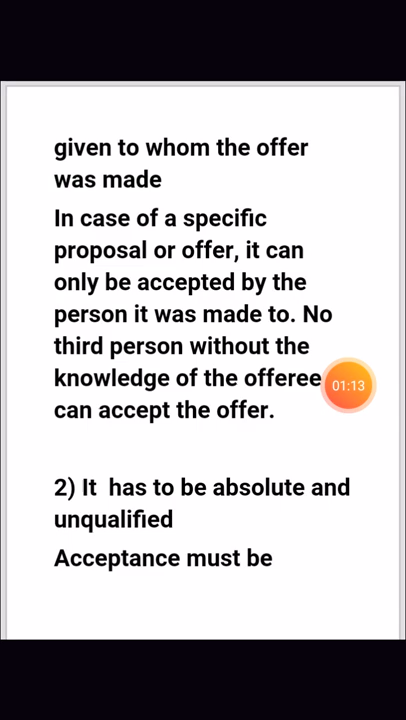 given to whom the offer
was made
In case of a specific
proposal or offer, it can
only be accepted by the
person it was made to. No
third person without the
knowledge of the offeree
01:13
can accept the offer.
2) It  has to be absolute and
unqualified
Acceptance must be